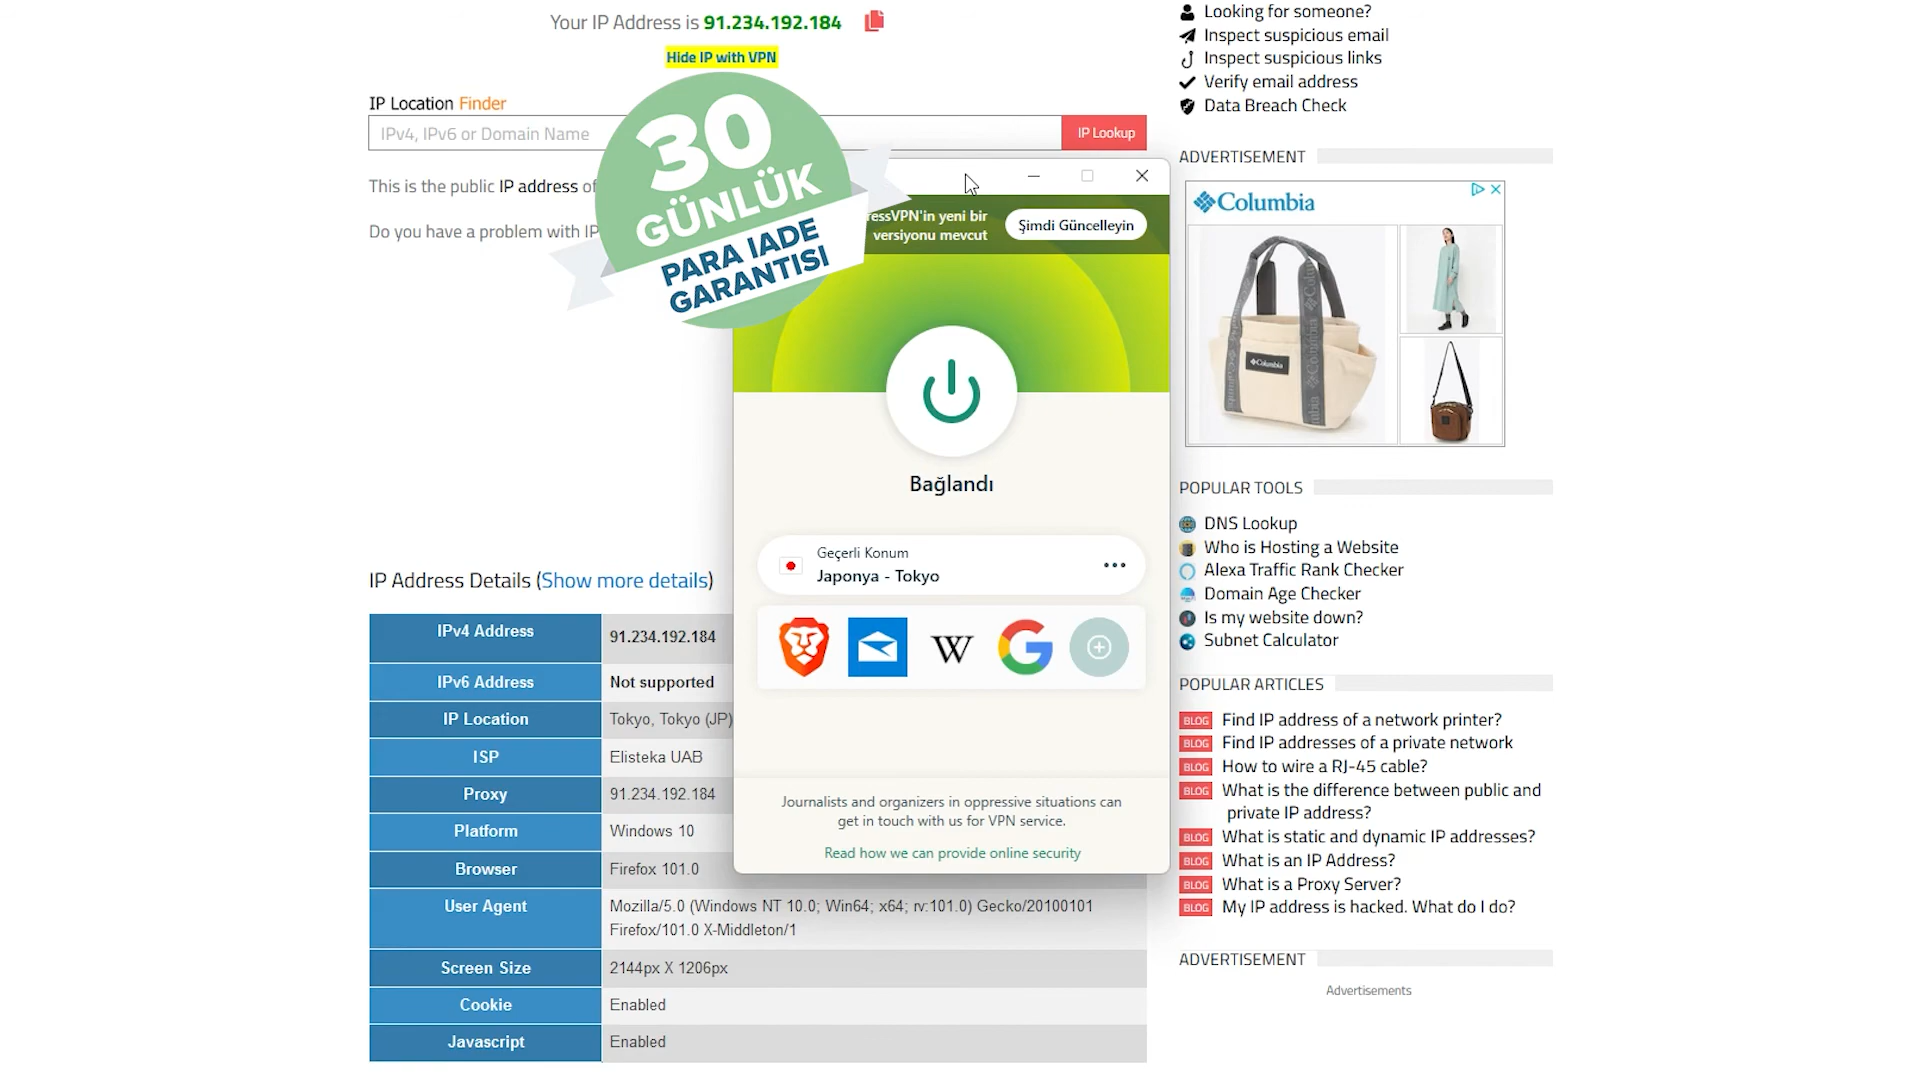 Your IP Address is 91.234.192.184
Hide IP with VPN
IP Location Finder
IPv4, IPv6 or Domain Name
IP Lookup
This is the public IP address of
Do you have a problem with IP
30
GÜNLÜK
PARA IADE
GARANTISI
ressVPN'in yeni bir
versiyonu mevcut
Şimdi Güncelleyin
Bağlandı
Geçerli Konum
Japonya - Tokyo
W
G
Journalists and organizers in oppressive situations can
get in touch with us for VPN service.
Read how we can provide online security
IP Address Details (Show more details)
IPv4 Address 91.234.192.184
IPv6 Address Not supported
IP Location Tokyo, Tokyo (JP)
ISP Elisteka UAB
Proxy 91.234.192.184
Platform Windows 10
Browser Firefox 101.0
User Agent Mozilla/5.0 (Windows NT 10.0; Win64; x64; rv:101.0) Gecko/20100101
Firefox/101.0 X-Middleton/1
Screen Size 2144px X 1206px
Cookie Enabled
Javascript Enabled
Looking for someone?
Inspect suspicious email
Inspect suspicious links
Verify email address
Data Breach Check
ADVERTISEMENT
Columbia
Columbia
POPULAR TOOLS
DNS Lookup
Who is Hosting a Website
Alexa Traffic Rank Checker
Domain Age Checker
Is my website down?
Subnet Calculator
POPULAR ARTICLES
BLOG Find IP address of a network printer?
BLOG Find IP addresses of a private network
BLOG How to wire a RJ-45 cable?
BLOG What is the difference between public and
private IP address?
BLOG What is static and dynamic IP addresses?
BLOG What is an IP Address?
BLOG What is a Proxy Server?
BLOG My IP address is hacked. What do I do?
ADVERTISEMENT
Advertisements